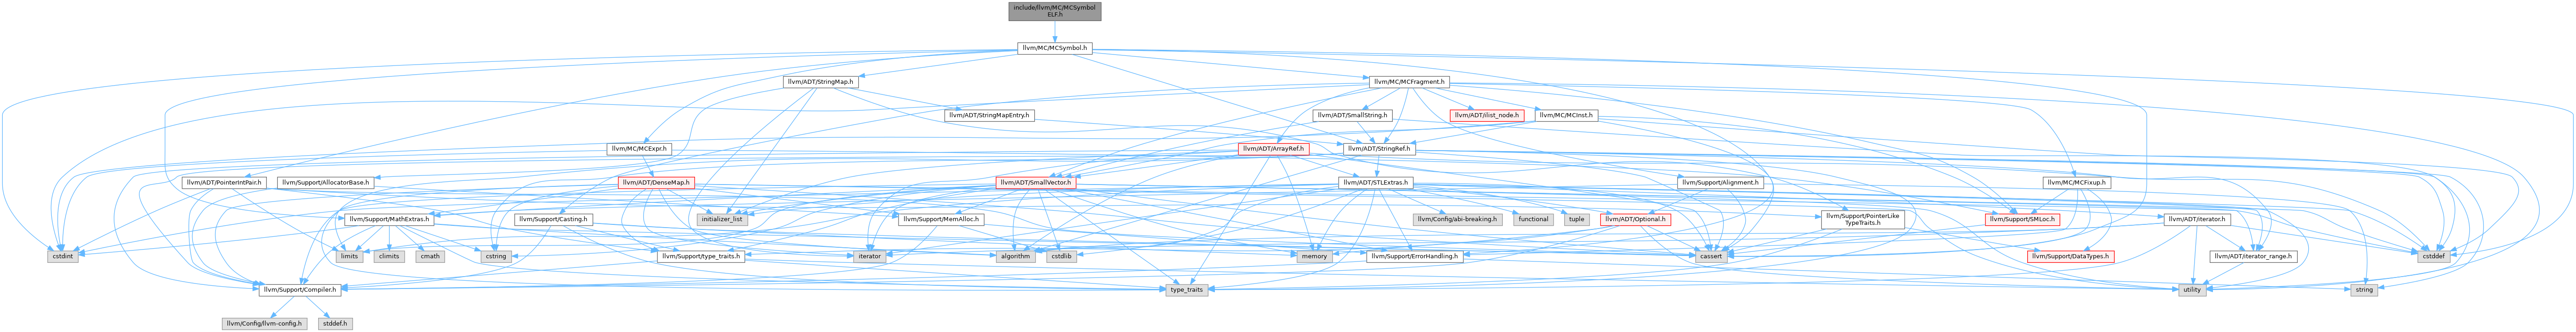 include/llvm/MC/MCSymbol
ELF.h
llvm/MC/MCSymbol.h
llvm/ADT/StringMap.h
llvm/MC/MCFragment.h
llvm/ADT/StringMapEntry.h
llvm/ADT/SmallString.h
llvm/ADT/ilist_node.h
llvm/MC/MCInst.h
llvm/MC/MCExpr.h
llvm/ADT/ArrayRef.h
llvm/ADT/StringRef.h
llvm/ADT/PointerIntPair.h
llvm/Support/AllocatorBase.h
llvm/ADT/DenseMap.h
llvm/ADT/SmallVector.h
llvm/ADT/STLExtras.h
llvm/Support/Alignment.h
llvm/MC/MCFixup.h
llvm/Support/MathExtras.h
llvm/Support/Casting.h
initializer_list
llvm/Support/MemAlloc.h
llvm/Config/abi-breaking.h
functional
tuple
llvm/ADT/Optional.h
llvm/Support/PointerLike
TypeTraits.h
llvm/Support/SMLoc.h
llvm/ADT/iterator.h
cstdint
limits
climits
cmath
cstring
llvm/Support/type_traits.h
iterator
algorithm
cstdlib
memory
llvm/Support/ErrorHandling.h
cassert
llvm/Support/DataTypes.h
llvm/ADT/iterator_range.h
cstddef
llvm/Support/Compiler.h
type_traits
utility
string
llvm/Config/llvm-config.h
stddef.h